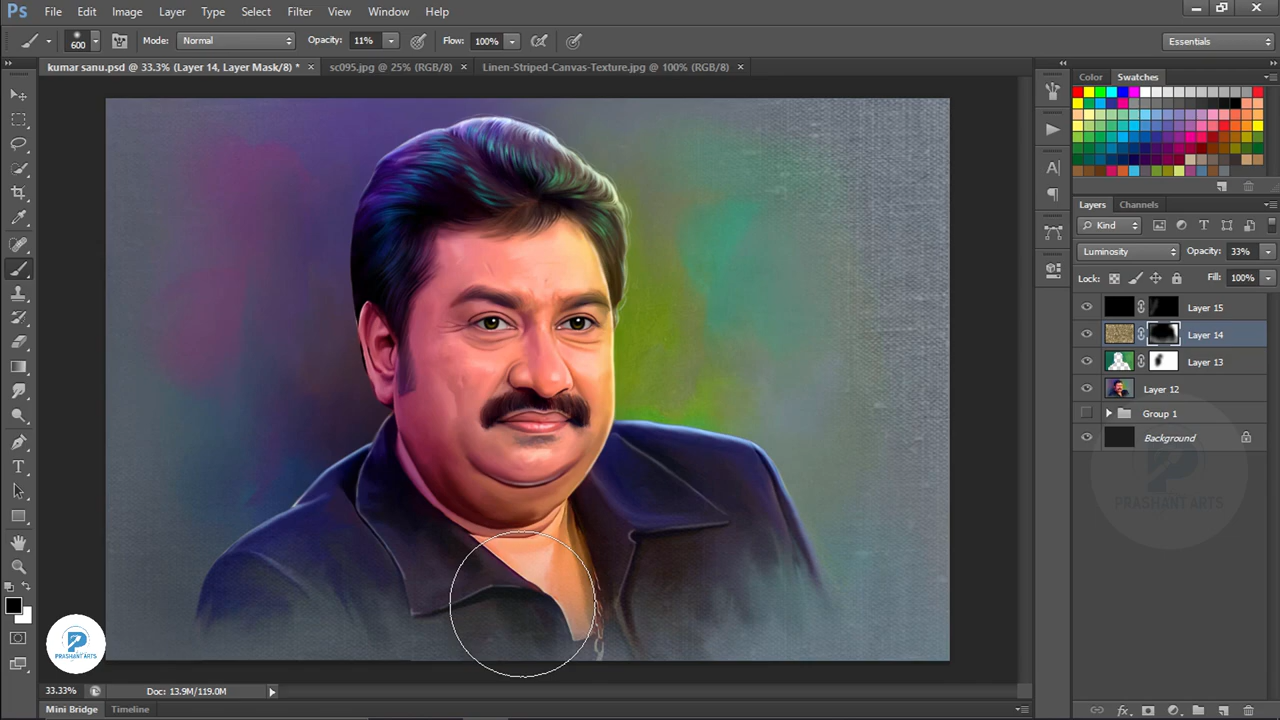 Ps File Edit Image Layer Type Select Filter View Window Help
600 Mode: Normal Opacity: 11% Flow: 100% Essentials
kumar sanu.psd @ 33.3% (Layer 14, Layer Mask/8) * × sc095.jpg @ 25% (RGB/8) × Linen-Striped-Canvas-Texture.jpg @ 100% (RGB/8) ×
Color Swatches
Layers Channels
Kind
Luminosity Opacity: 33%
Lock: Fill: 100%
Layer 15
Layer 14
Layer 13
Layer 12
Group 1
Background
PRASHANT ARTS
PRASHANT ARTS
33.33% Doc: 13.9M/119.0M
Mini Bridge Timeline